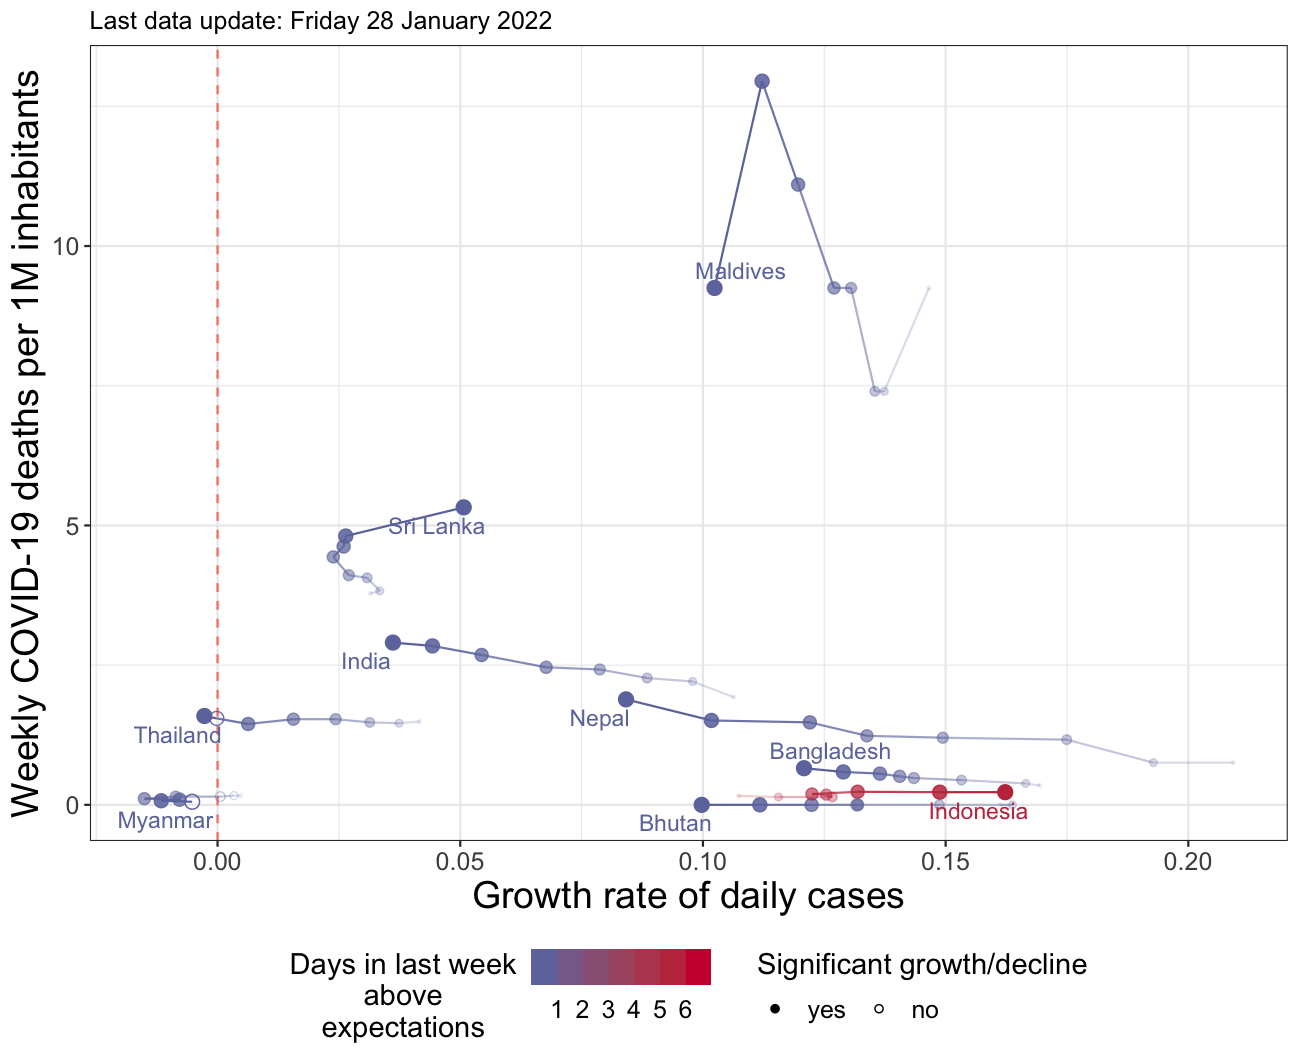 Last data update: Friday 28 January 2022
Weekly COVID-19 deaths per 1M inhabitants
10
5
0
Maldives
Sri Lanka
India
Nepal
Thailand
Bangladesh
Indonesia
Myanmar
Bhutan
0.00 0.05 0.10 0.15 0.20
Growth rate of daily cases
Days in last week
above
expectations
1 2 3 4 5 6
Significant growth/decline
yes no